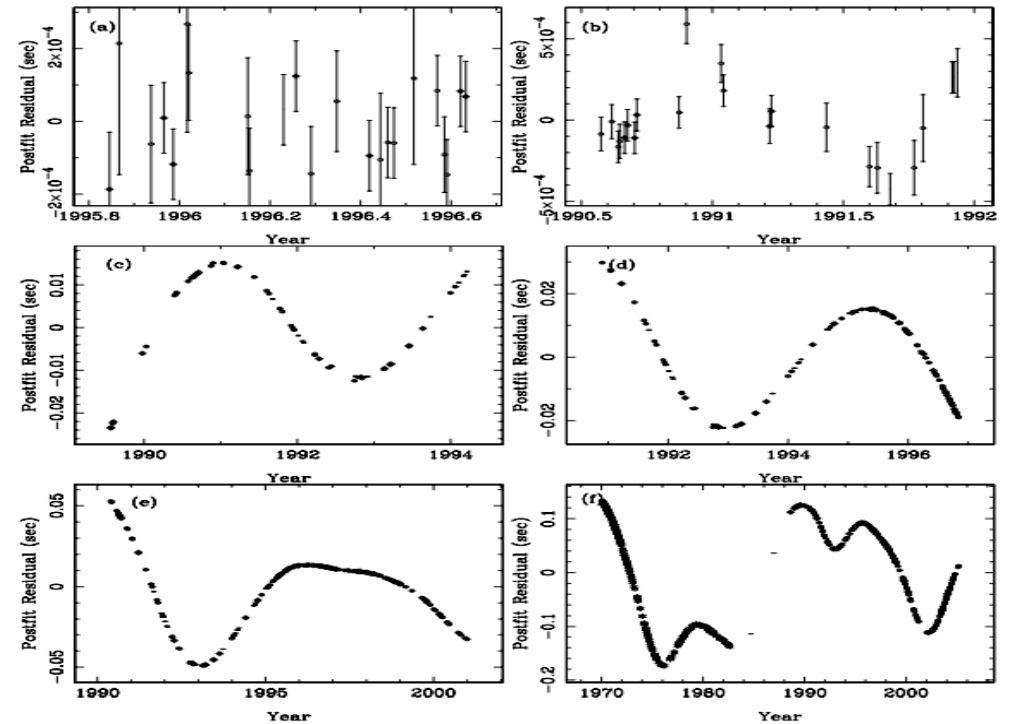 (a)
Postfit Residual (sec)
2×10⁻⁴
0
−2×10⁻⁴
1995.8 1996 1996.2 1996.4 1996.6
Year
(b)
Postfit Residual (sec)
5×10⁻⁴
0
−5×10⁻⁴
1990.5 1991 1991.5 1992
Year
(c)
Postfit Residual (sec)
0.01
0
−0.01
−0.02
1990 1992 1994
Year
(d)
Postfit Residual (sec)
0.02
0
−0.02
1992 1994 1996
Year
(e)
Postfit Residual (sec)
0.05
0
−0.05
1990 1995 2000
Year
(f)
Postfit Residual (sec)
0.1
0
−0.1
−0.2
1970 1980 1990 2000
Year